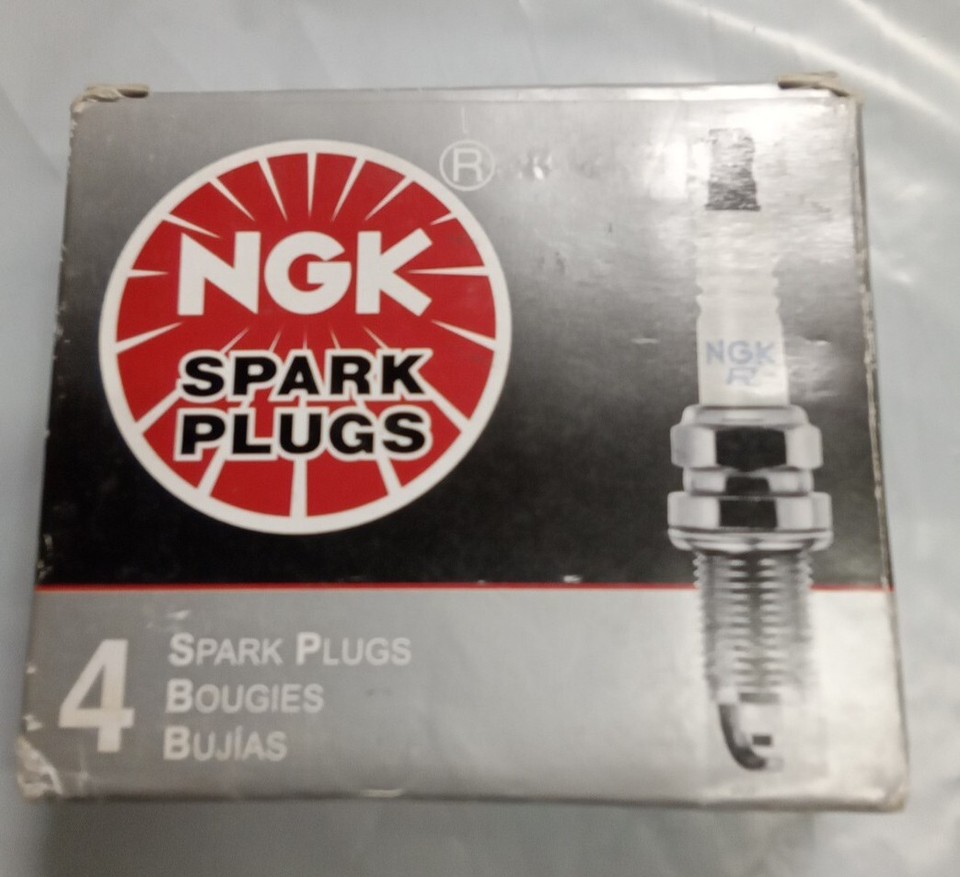 ®
NGK
SPARK
PLUGS
NGK
R
4
SPARK PLUGS
BOUGIES
BUJÍAS